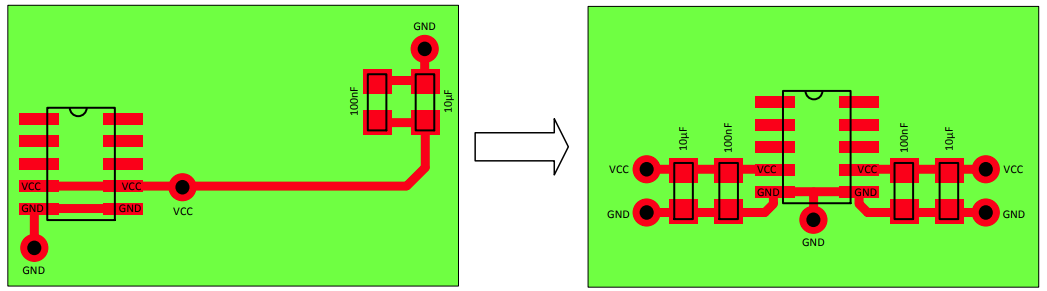 GND
100nF
10µF
VCC VCC
GND GND
VCC
GND
10µF
100nF
100nF
10µF
VCC
VCC
VCC
VCC
GND
GND
GND
GND
GND